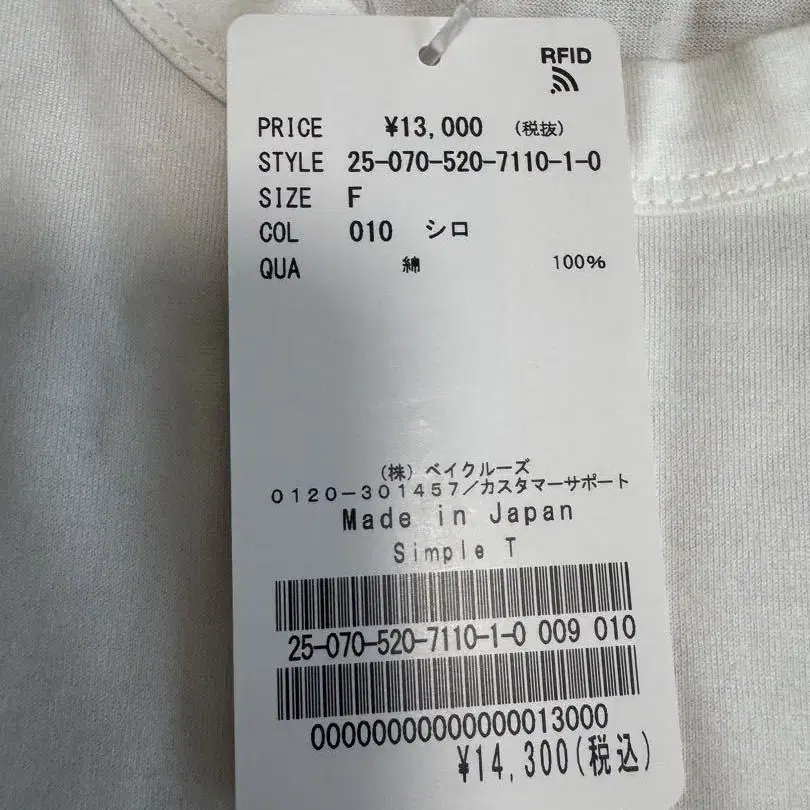 RFID
PRICE ¥13,000 (税抜)
STYLE 25-070-520-7110-1-0
SIZE F
COL 010 シロ
QUA 綿 100%
(株) ベイクルーズ
0120-301457/カスタマーサポート
Made in Japan
Simple T
25-070-520-7110-1-0 009 010
00000000000000013000
¥14,300(税込)